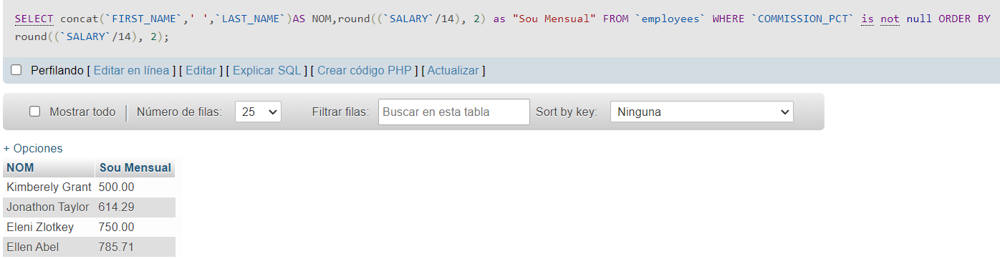 SELECT concat(`FIRST_NAME`,' ',`LAST_NAME`)AS NOM,round((`SALARY`/14), 2) as "Sou Mensual" FROM `employees` WHERE `COMMISSION_PCT` is not null ORDER BY
round((`SALARY`/14), 2);
Perfilando [ Editar en línea ] [ Editar ] [ Explicar SQL ] [ Crear código PHP ] [ Actualizar ]
Mostrar todo | Número de filas: 25 Filtrar filas: Buscar en esta tabla Sort by key: Ninguna
+ Opciones
NOM Sou Mensual
Kimberely Grant 500.00
Jonathon Taylor 614.29
Eleni Zlotkey 750.00
Ellen Abel 785.71